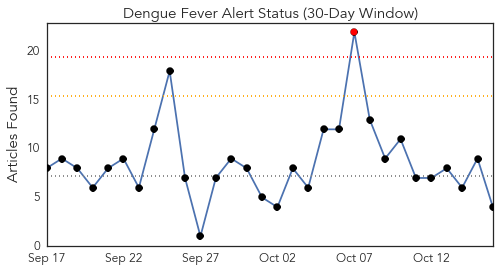 Dengue Fever Alert Status (30-Day Window)
Articles Found
20
15
10
5
0
Sep 17 Sep 22 Sep 27 Oct 02 Oct 07 Oct 12